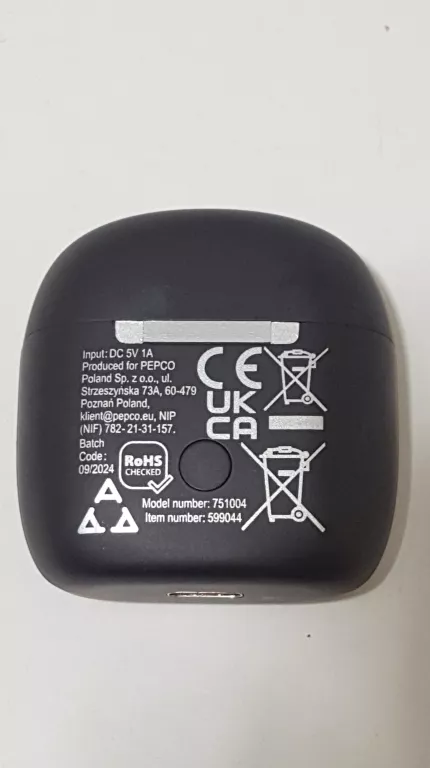 Input: DC 5V 1A
Produced for PEPCO
Poland Sp. z o.o., ul.
Strzeszyńska 73A, 60-479
Poznań Poland,
klient@pepco.eu, NIP
(NIF) 782- 21-31-157.
Batch
Code :
09/2024
RoHS
CHECKED
CE
UK
CA
Model number: 751004
Item number: 599044